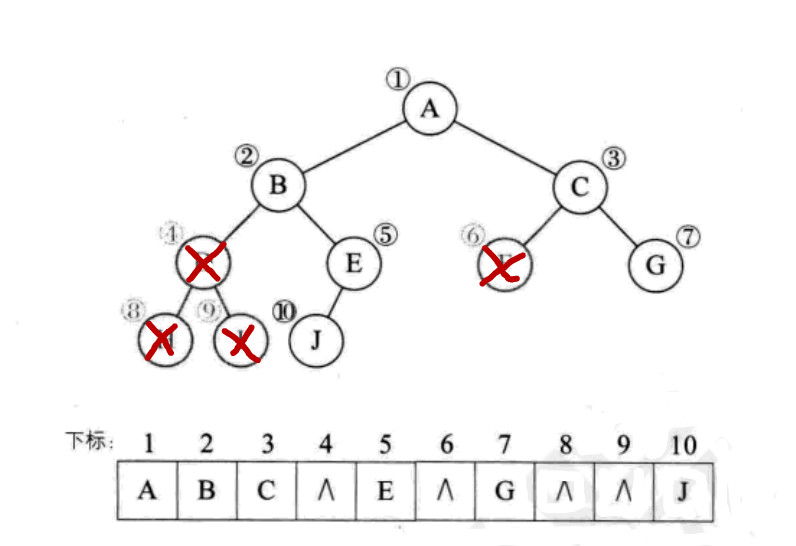 ①
A
②
③
B
C
④
⑤
⑥
⑦
E
G
⑧
⑨
⑩
J
下标: 1 2 3 4 5 6 7 8 9 10
A B C ∧ E ∧ G ∧ ∧ J